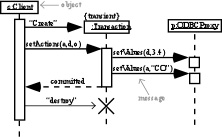 c:Client
object
{transient}
:Transaction
p:ODBCProxy
"Create"
setActions(a,d,o)
setValues(d,3.4)
setValues(a,"CO")
committed
"destroy"
message